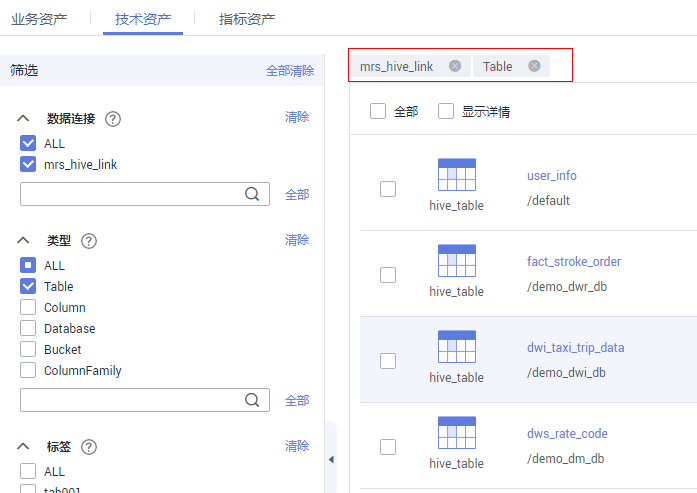 业务资产 技术资产 指标资产
筛选 全部清除
数据连接 ? 清除
ALL
mrs_hive_link
全部
类型 ? 清除
ALL
Table
Column
Database
Bucket
ColumnFamily
全部
标签 ? 清除
ALL
mrs_hive_link Table
全部 显示详情
hive_table
user_info
/default
hive_table
fact_stroke_order
/demo_dwr_db
hive_table
dwi_taxi_trip_data
/demo_dwi_db
hive_table
dws_rate_code
/demo_dm_db